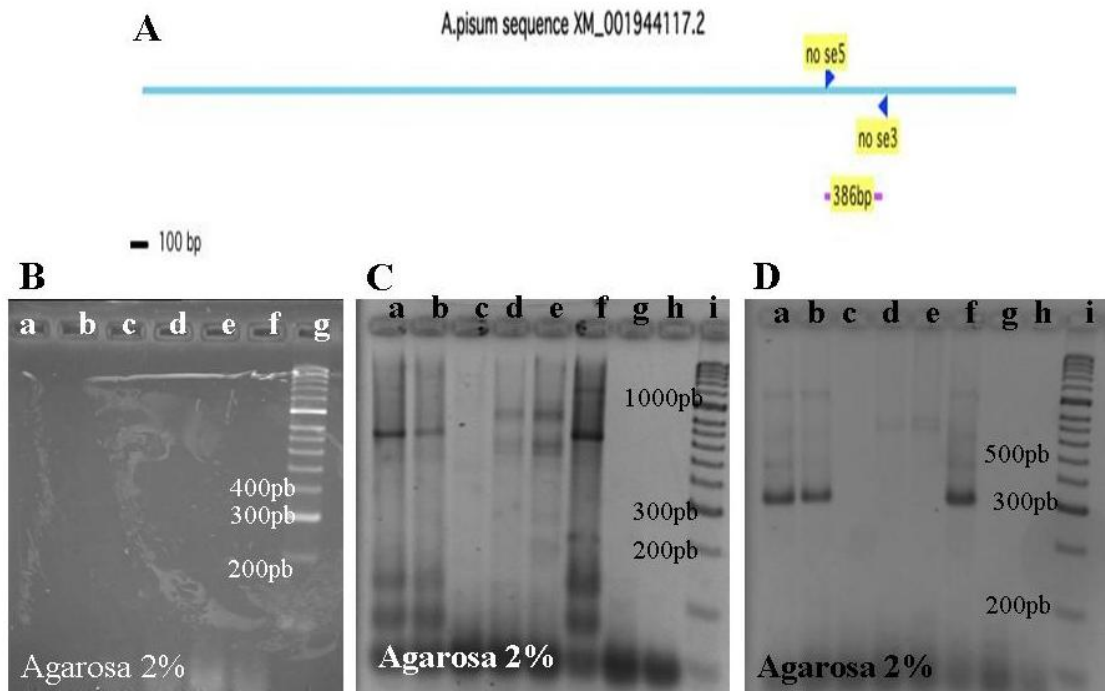 A
A.pisum sequence XM_001944117.2
no se5
no se3
386bp
100 bp
B
a b c d e f g
400pb
300pb
200pb
Agarosa 2%
C
a b c d e f g h i
1000pb
300pb
200pb
Agarosa 2%
D
a b c d e f g h i
500pb
300pb
200pb
Agarosa 2%